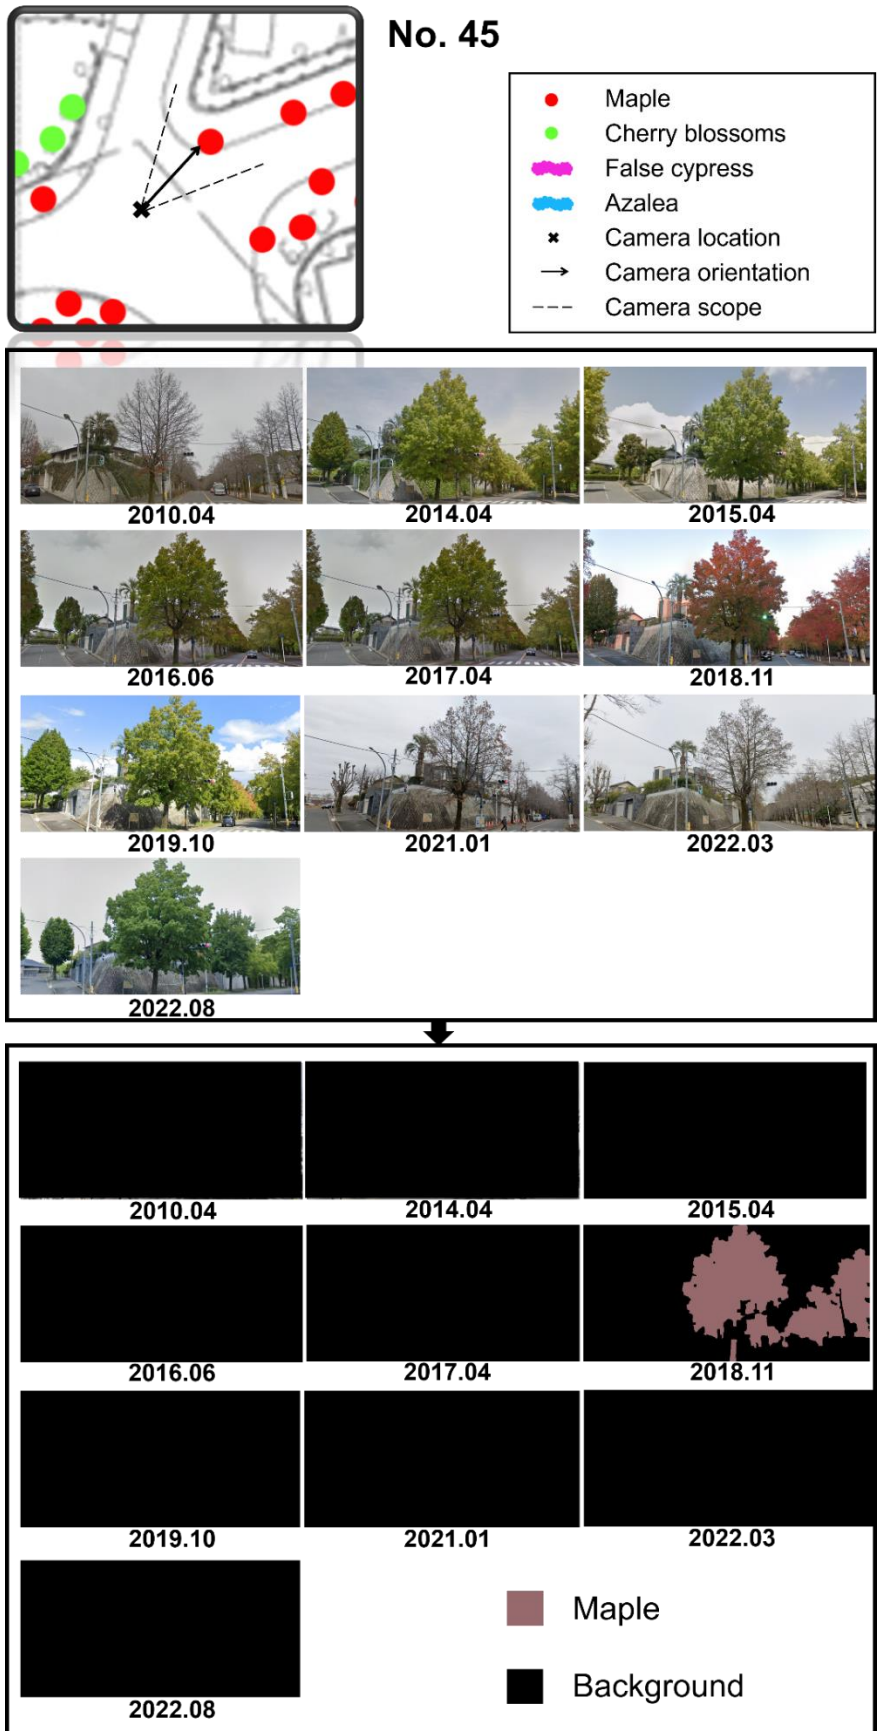 No. 45
Maple
Cherry blossoms
False cypress
Azalea
Camera location
Camera orientation
Camera scope
2010.04
2014.04
2015.04
2016.06
2017.04
2018.11
2019.10
2021.01
2022.03
2022.08
2010.04
2014.04
2015.04
2016.06
2017.04
2018.11
2019.10
2021.01
2022.03
2022.08
Maple
Background